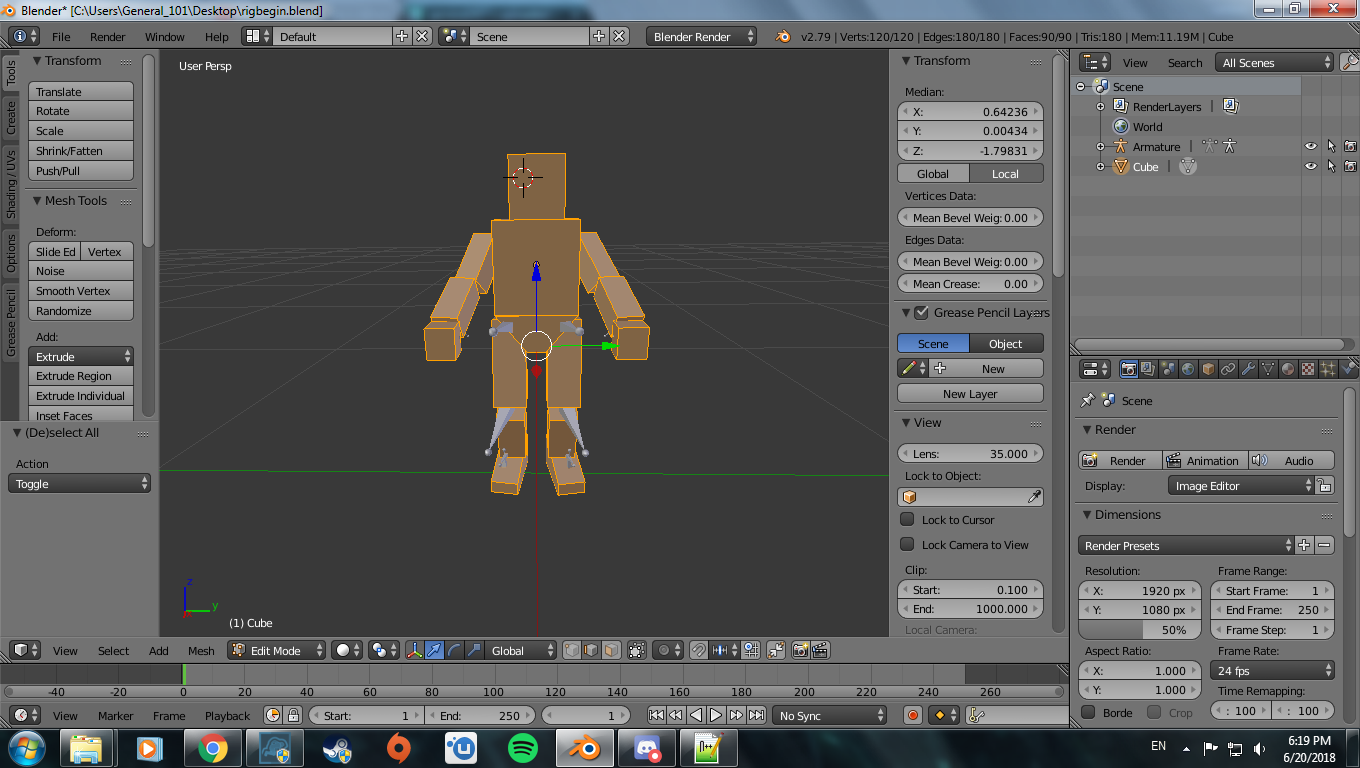 Blender* [C:\Users\General_101\Desktop\rigbegin.blend]
File Render Window Help Default Scene Blender Render v2.79 | Verts:120/120 | Edges:180/180 | Faces:90/90 | Tris:180 | Mem:11.19M | Cube
Tools
Create
Shading / UVs
Options
Grease Pencil
Transform
Translate
Rotate
Scale
Shrink/Fatten
Push/Pull
Mesh Tools
Deform:
Slide Ed Vertex
Noise
Smooth Vertex
Randomize
Add:
Extrude
Extrude Region
Extrude Individual
Inset Faces
(De)select All
Action
Toggle
User Persp
z
y
(1) Cube
Transform
Median:
X: 0.64236
Y: 0.00434
Z: -1.79831
Global Local
Vertices Data:
Mean Bevel Weig: 0.00
Edges Data:
Mean Bevel Weig: 0.00
Mean Crease: 0.00
Grease Pencil Layers
Scene Object
New
New Layer
View
Lens: 35.000
Lock to Object:
Lock to Cursor
Lock Camera to View
Clip:
Start: 0.100
End: 1000.000
Local Camera:
View Search All Scenes
Scene
RenderLayers |
World
Armature |
Cube |
Scene
Render
Render Animation Audio
Display: Image Editor
Dimensions
Render Presets
Resolution: Frame Range:
X: 1920 px Start Frame: 1
Y: 1080 px End Frame: 250
50% Frame Step: 1
Aspect Ratio: Frame Rate:
X: 1.000 24 fps
Y: 1.000 Time Remapping:
Borde Crop : 100 : 100
View Select Add Mesh Edit Mode Global
-40 -20 0 20 40 60 80 100 120 140 160 180 200 220 240 260
View Marker Frame Playback Start: 1 End: 250 1 No Sync
EN 6:19 PM
6/20/2018